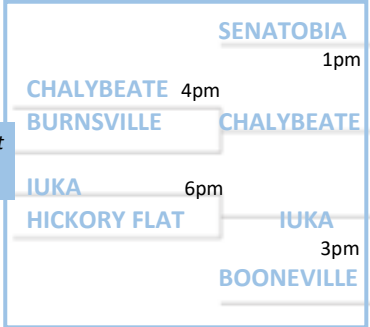 SENATOBIA
1pm
CHALYBEATE 4pm
BURNSVILLE CHALYBEATE
t
IUKA 6pm
HICKORY FLAT IUKA
3pm
BOONEVILLE